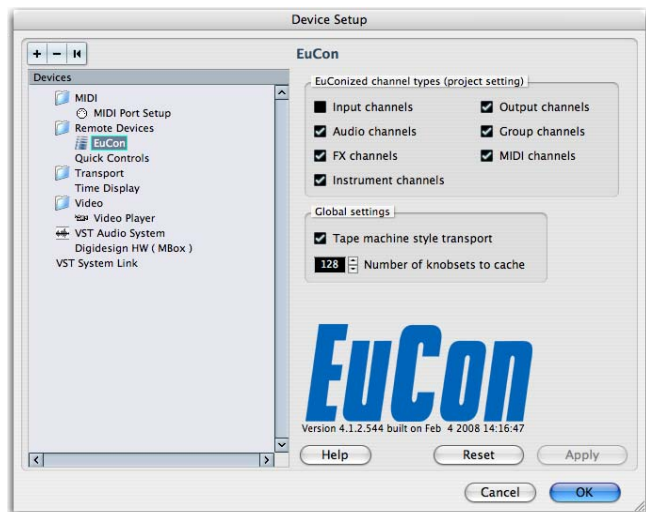 Device Setup
+ -
EuCon
Devices
MIDI
MIDI Port Setup
Remote Devices
EuCon
Quick Controls
Transport
Time Display
Video
Video Player
VST Audio System
Digidesign HW ( MBox )
VST System Link
EuConized channel types (project setting)
Input channels
Output channels
Audio channels
Group channels
FX channels
MIDI channels
Instrument channels
Global settings
Tape machine style transport
128 Number of knobsets to cache
EuCon
Version 4.1.2.544 built on Feb 4 2008 14:16:47
Help Reset Apply
Cancel OK